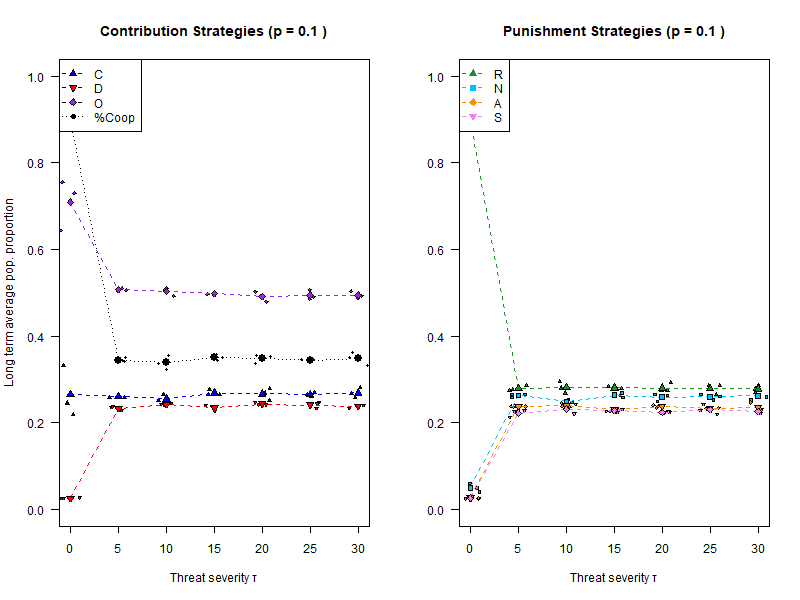 Contribution Strategies (p = 0.1 )
Long term average pop. proportion
1.0
0.8
0.6
0.4
0.2
0.0
C
D
O
%Coop
0 5 10 15 20 25 30
Threat severity τ
Punishment Strategies (p = 0.1 )
1.0
0.8
0.6
0.4
0.2
0.0
R
N
A
S
0 5 10 15 20 25 30
Threat severity τ